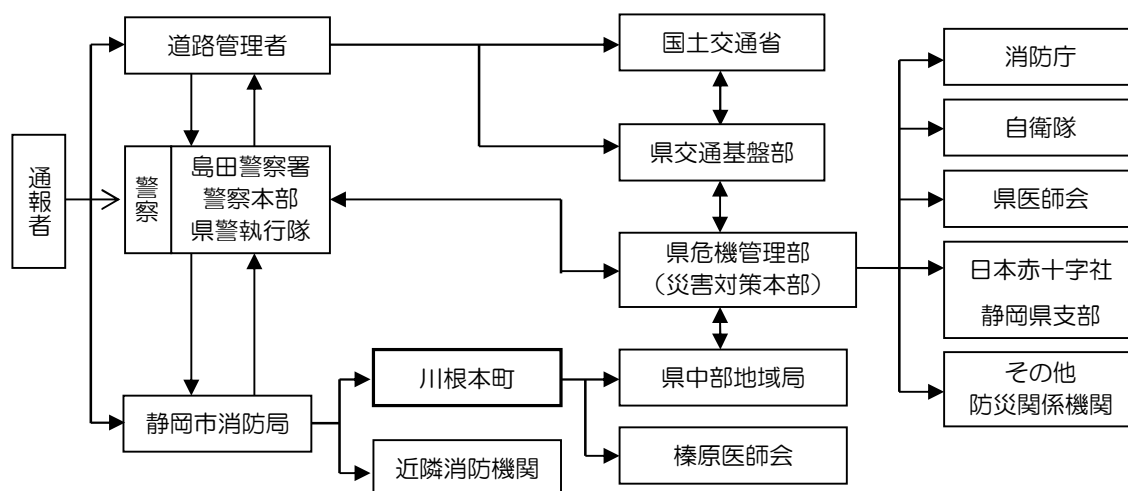 通報者
道路管理者
警察
島田警察署
警察本部
県警執行隊
静岡市消防局
川根本町
近隣消防機関
国土交通省
県交通基盤部
県危機管理部
（災害対策本部）
県中部地域局
榛原医師会
消防庁
自衛隊
県医師会
日本赤十字社
静岡県支部
その他
防災関係機関